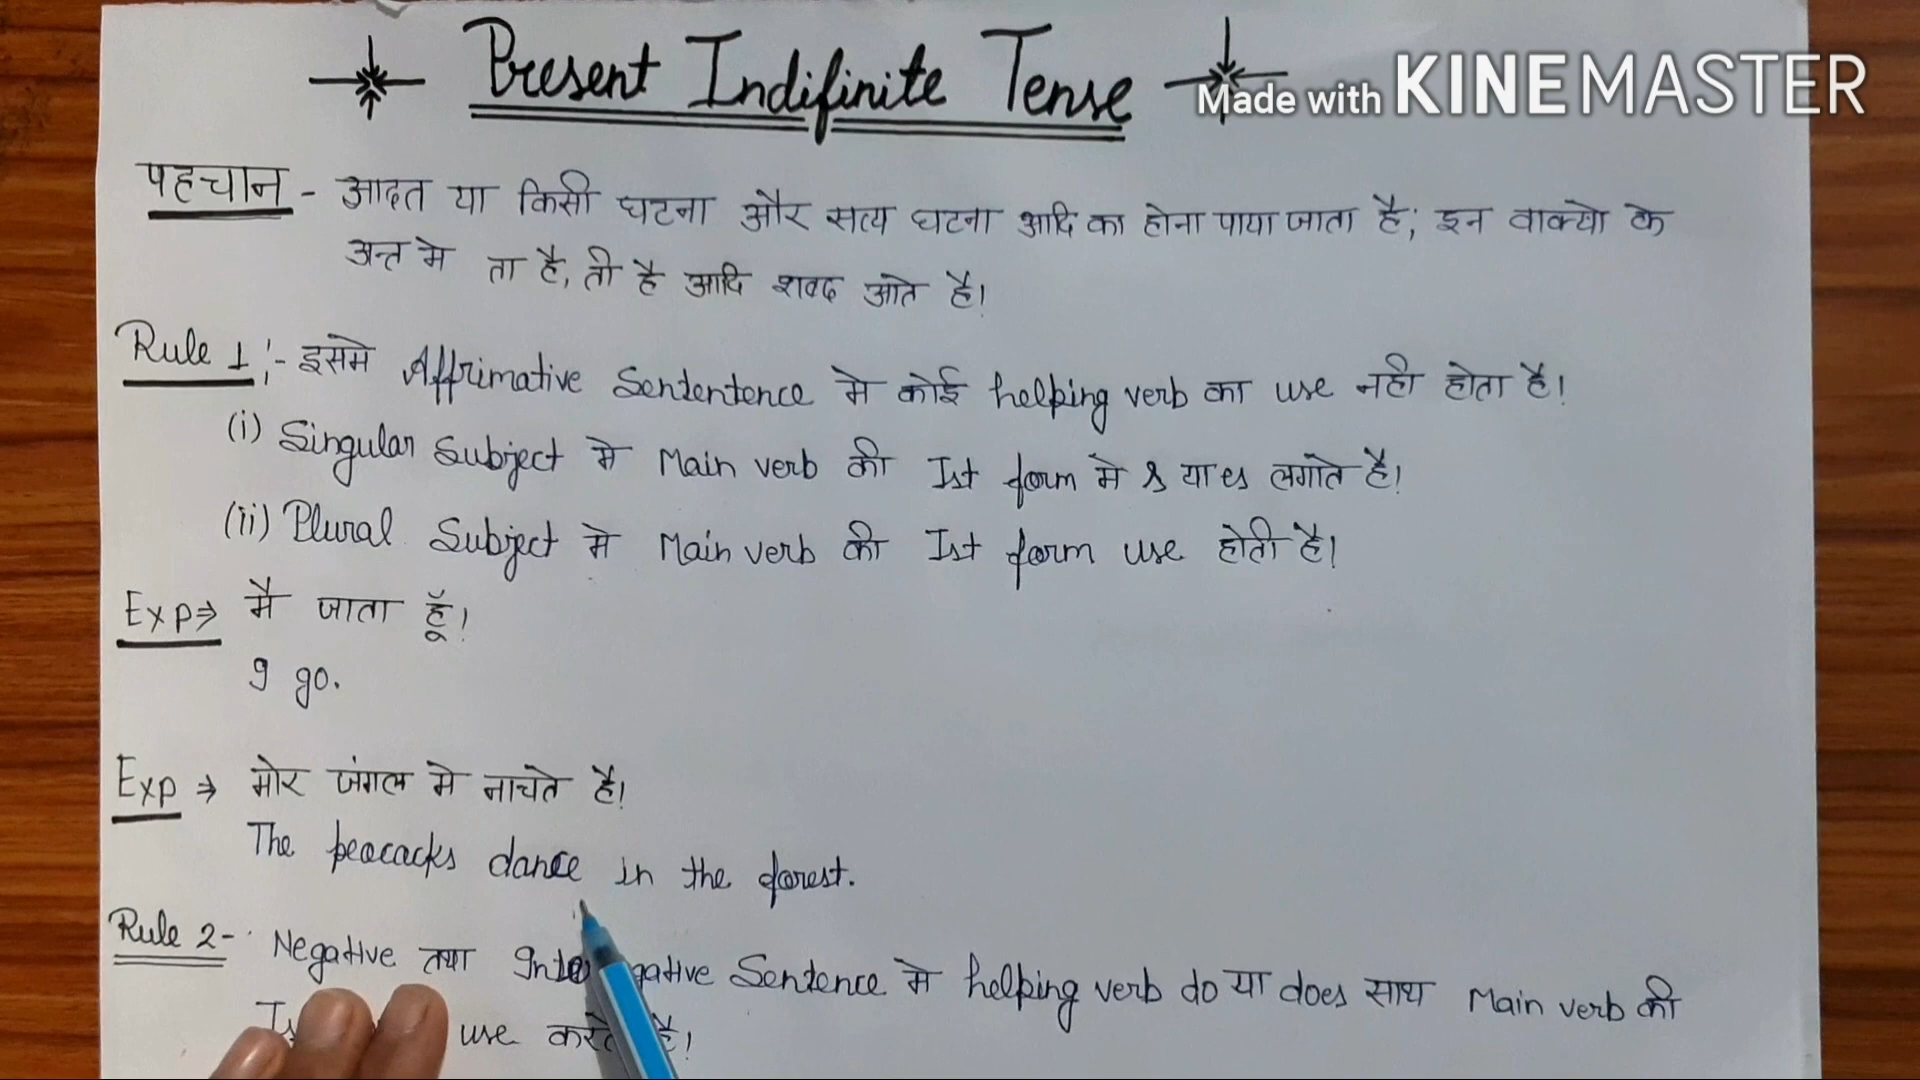 Present Indifinite Tense
Made with KINEMASTER
पहचान - आदत या किसी घटना और सत्य घटना आदि का होना पाया जाता है; इन वाक्यो के
अन्त मे ता है, ती है आदि शब्द आते है।
Rule 1;- इसमे Affrimative Sententence मे कोई helping verb का use नही होता है।
(i) Singular Subject मे Main verb की Ist form मे s या es लगाते है।
(ii) Plural Subject मे Main verb की Ist form use होती है।
Exp⇒ मै जाता हूँ।
I go.
Exp ⇒ मोर जंगल मे नाचते है।
The peacacks dance in the forest.
Rule 2- Negative तथा Sentence मे helping verb do या does साथ Main verb की
use करते है।